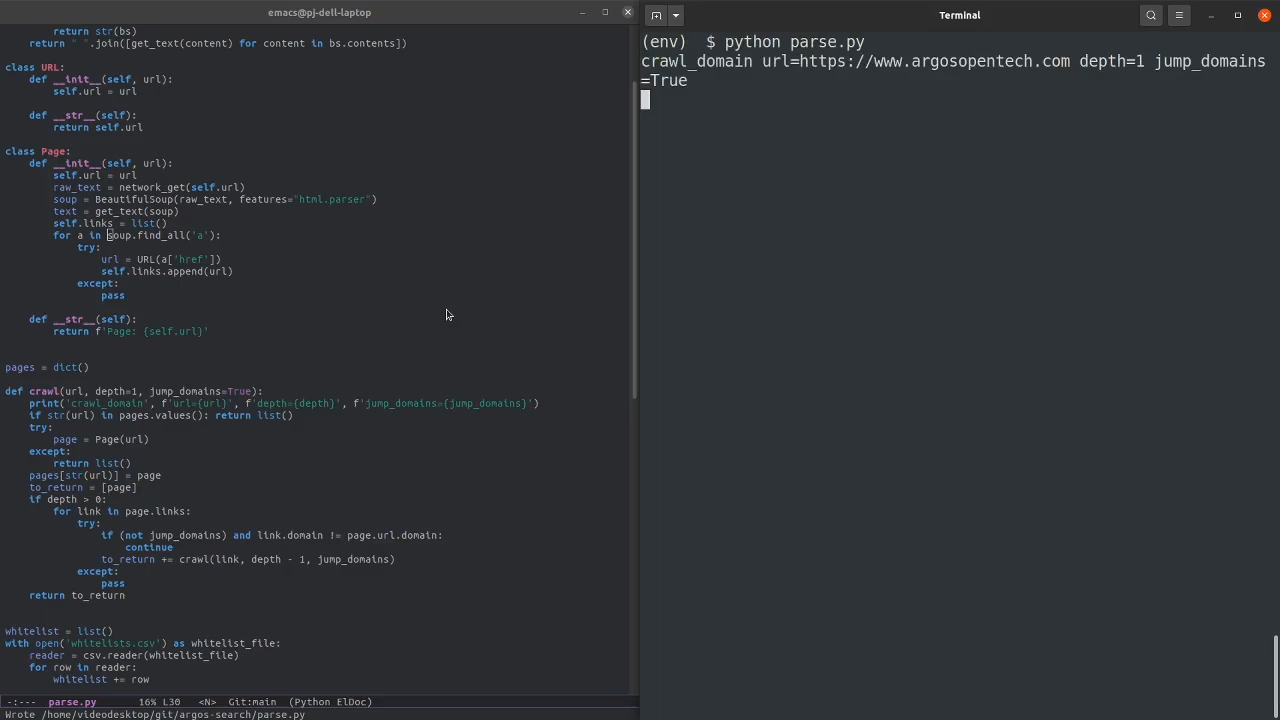 emacs@pj-dell-laptop
        return str(bs)
    return " ".join([get_text(content) for content in bs.contents])
class URL:
    def __init__(self, url):
        self.url = url
    def __str__(self):
        return self.url
class Page:
    def __init__(self, url):
        self.url = url
        raw_text = network_get(self.url)
        soup = BeautifulSoup(raw_text, features="html.parser")
        text = get_text(soup)
        self.links = list()
        for a in soup.find_all('a'):
            try:
                url = URL(a['href'])
                self.links.append(url)
            except:
                pass
    def __str__(self):
        return f'Page: {self.url}'
pages = dict()
def crawl(url, depth=1, jump_domains=True):
    print('crawl_domain', f'url={url}', f'depth={depth}', f'jump_domains={jump_domains}')
    if str(url) in pages.values(): return list()
    try:
        page = Page(url)
    except:
        return list()
    pages[str(url)] = page
    to_return = [page]
    if depth > 0:
        for link in page.links:
            try:
                if (not jump_domains) and link.domain != page.url.domain:
                    continue
                to_return += crawl(link, depth - 1, jump_domains)
            except:
                pass
    return to_return
whitelist = list()
with open('whitelists.csv') as whitelist_file:
    reader = csv.reader(whitelist_file)
    for row in reader:
        whitelist += row
-:--- parse.py 16% L30 <N> Git:main (Python ElDoc)
Wrote /home/videodesktop/git/argos-search/parse.py
Terminal
(env) $ python parse.py
crawl_domain url=https://www.argosopentech.com depth=1 jump_domains
=True